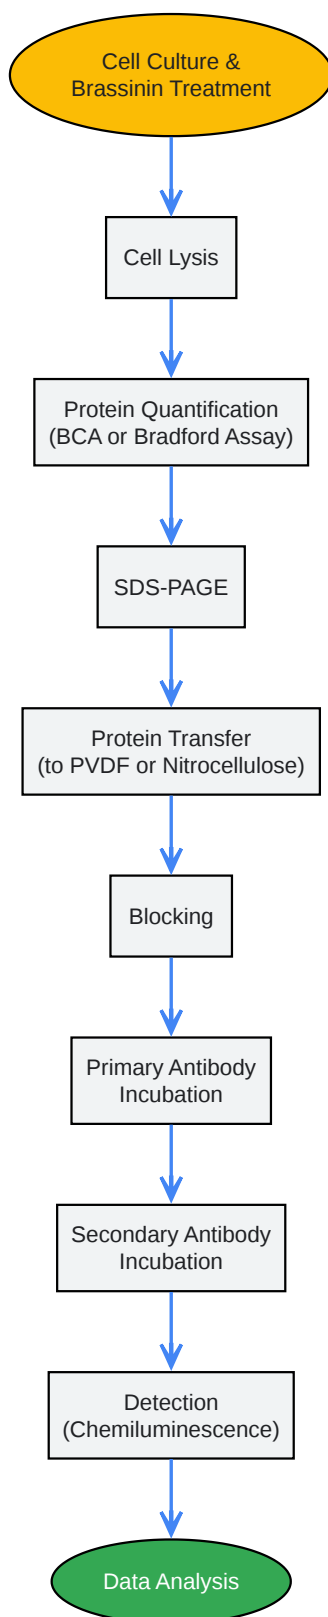 Cell Culture &
Brassinin Treatment
Cell Lysis
Protein Quantification
(BCA or Bradford Assay)
SDS-PAGE
Protein Transfer
(to PVDF or Nitrocellulose)
Blocking
Primary Antibody
Incubation
Secondary Antibody
Incubation
Detection
(Chemiluminescence)
Data Analysis